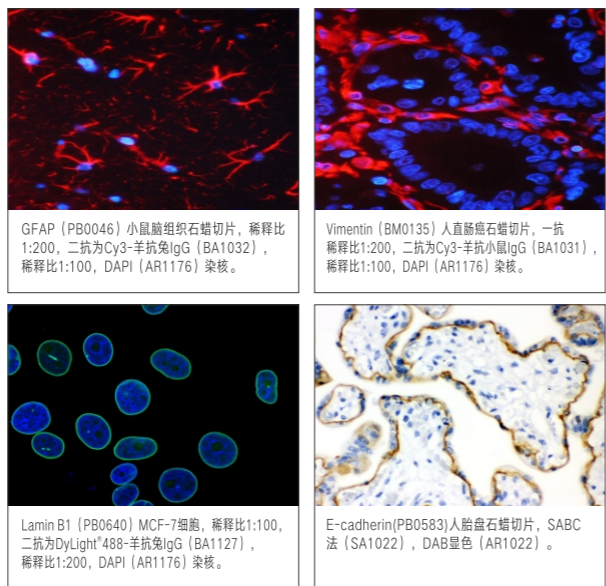 GFAP（PB0046）小鼠脑组织石蜡切片，稀释比
1:200，二抗为Cy3-羊抗兔IgG（BA1032），
稀释比1:100，DAPI（AR1176）染核。
Vimentin（BM0135）人直肠癌石蜡切片，一抗
稀释比1:200，二抗为Cy3-羊抗小鼠IgG（BA1031），
稀释比1:100，DAPI（AR1176）染核。
Lamin B1（PB0640）MCF-7细胞，稀释比1:100，
二抗为DyLight®488-羊抗兔IgG（BA1127），
稀释比1:200，DAPI（AR1176）染核。
E-cadherin(PB0583)人胎盘石蜡切片，SABC
法（SA1022），DAB显色（AR1022）。